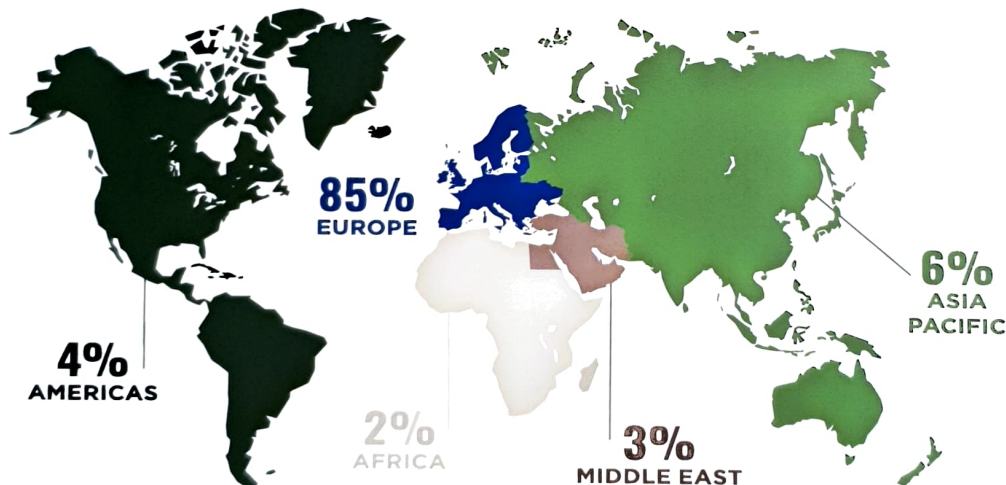 85%
EUROPE
6%
ASIA
PACIFIC
4%
AMERICAS
2%
AFRICA
3%
MIDDLE EAST